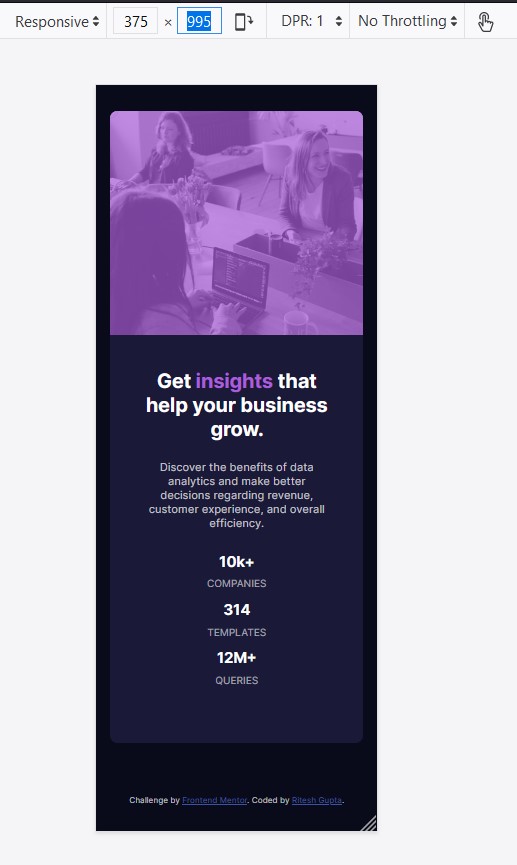 Responsive 375 × 995 DPR: 1 No Throttling
Get insights that
help your business
grow.
Discover the benefits of data
analytics and make better
decisions regarding revenue,
customer experience, and overall
efficiency.
10k+
COMPANIES
314
TEMPLATES
12M+
QUERIES
Challenge by Frontend Mentor. Coded by Ritesh Gupta.